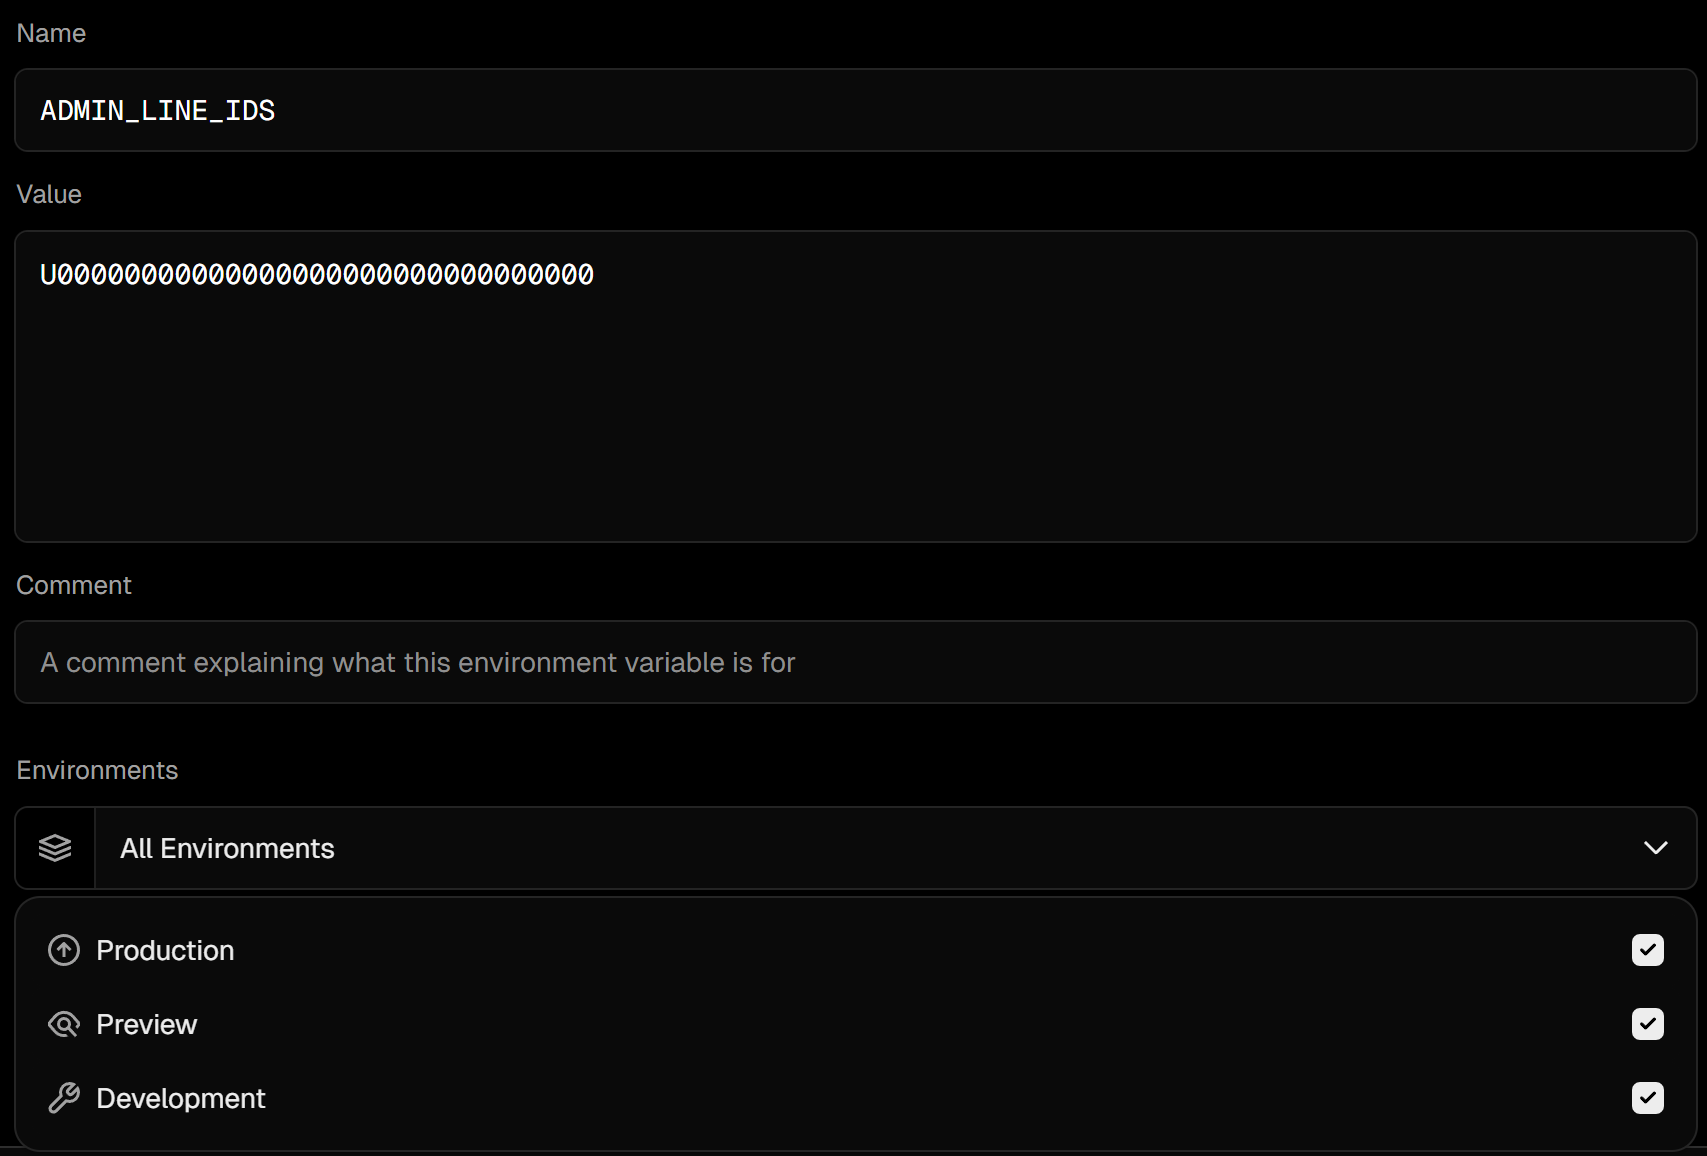 Name
ADMIN_LINE_IDS
Value
U00000000000000000000000000000000
Comment
A comment explaining what this environment variable is for
Environments
All Environments
Production
Preview
Development